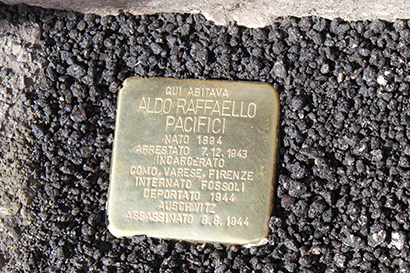 QUI ABITAVA
ALDO RAFFAELLO
PACIFICI
NATO 1894
ARRESTATO 7.12.1943
INCARCERATO
COMO, VARESE, FIRENZE
INTERNATO FOSSOLI
DEPORTATO 1944
AUSCHWITZ
ASSASSINATO 8.8.1944